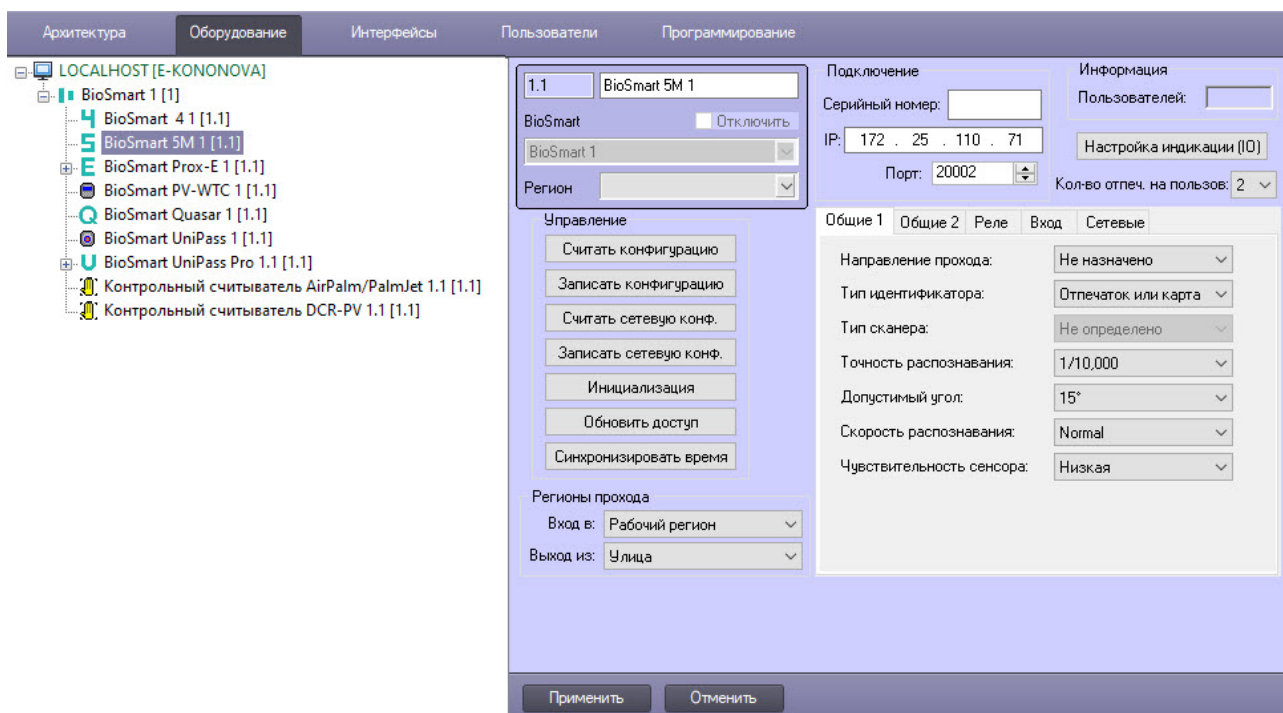 Архитектура Оборудование Интерфейсы Пользователи Программирование
LOCALHOST [E-KONONOVA]
BioSmart 1 [1]
BioSmart 4 1 [1.1]
BioSmart 5M 1 [1.1]
BioSmart Prox-E 1 [1.1]
BioSmart PV-WTC 1 [1.1]
BioSmart Quasar 1 [1.1]
BioSmart UniPass 1 [1.1]
BioSmart UniPass Pro 1.1 [1.1]
Контрольный считыватель AirPalm/PalmJet 1.1 [1.1]
Контрольный считыватель DCR-PV 1.1 [1.1]
1.1 BioSmart 5M 1
BioSmart Отключить
BioSmart 1
Регион
Управление
Считать конфигурацию
Записать конфигурацию
Считать сетевую конф.
Записать сетевую конф.
Инициализация
Обновить доступ
Синхронизировать время
Регионы прохода
Вход в: Рабочий регион
Выход из: Улица
Подключение
Серийный номер:
IP: 172 . 25 . 110 . 71
Порт: 20002
Информация
Пользователей:
Настройка индикации (IO)
Кол-во отпеч. на пользов: 2
Общие 1 Общие 2 Реле Вход Сетевые
Направление прохода: Не назначено
Тип идентификатора: Отпечаток или карта
Тип сканера: Не определено
Точность распознавания: 1/10,000
Допустимый угол: 15°
Скорость распознавания: Normal
Чувствительность сенсора: Низкая
Применить Отменить